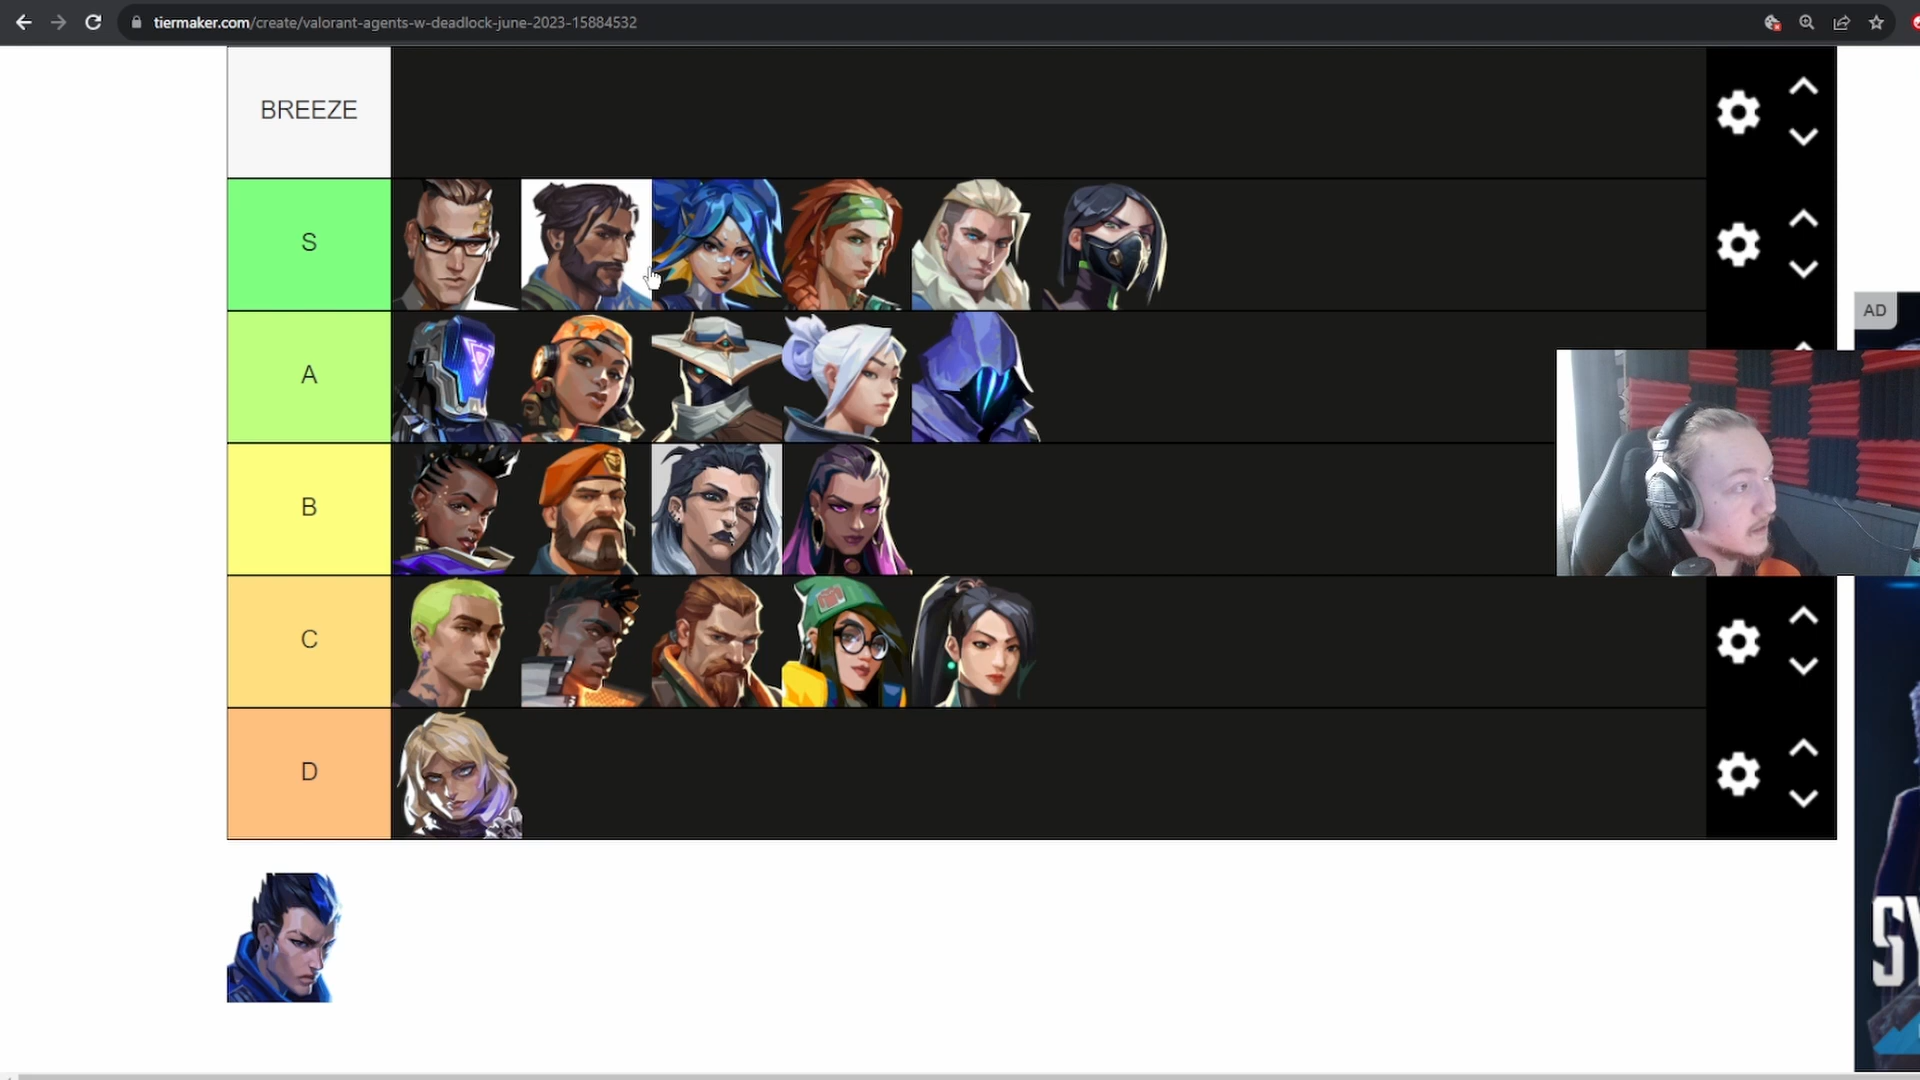 tiermaker.com/create/valorant-agents-w-deadlock-june-2023-15884532
BREEZE
S
A
AD
B
C
D